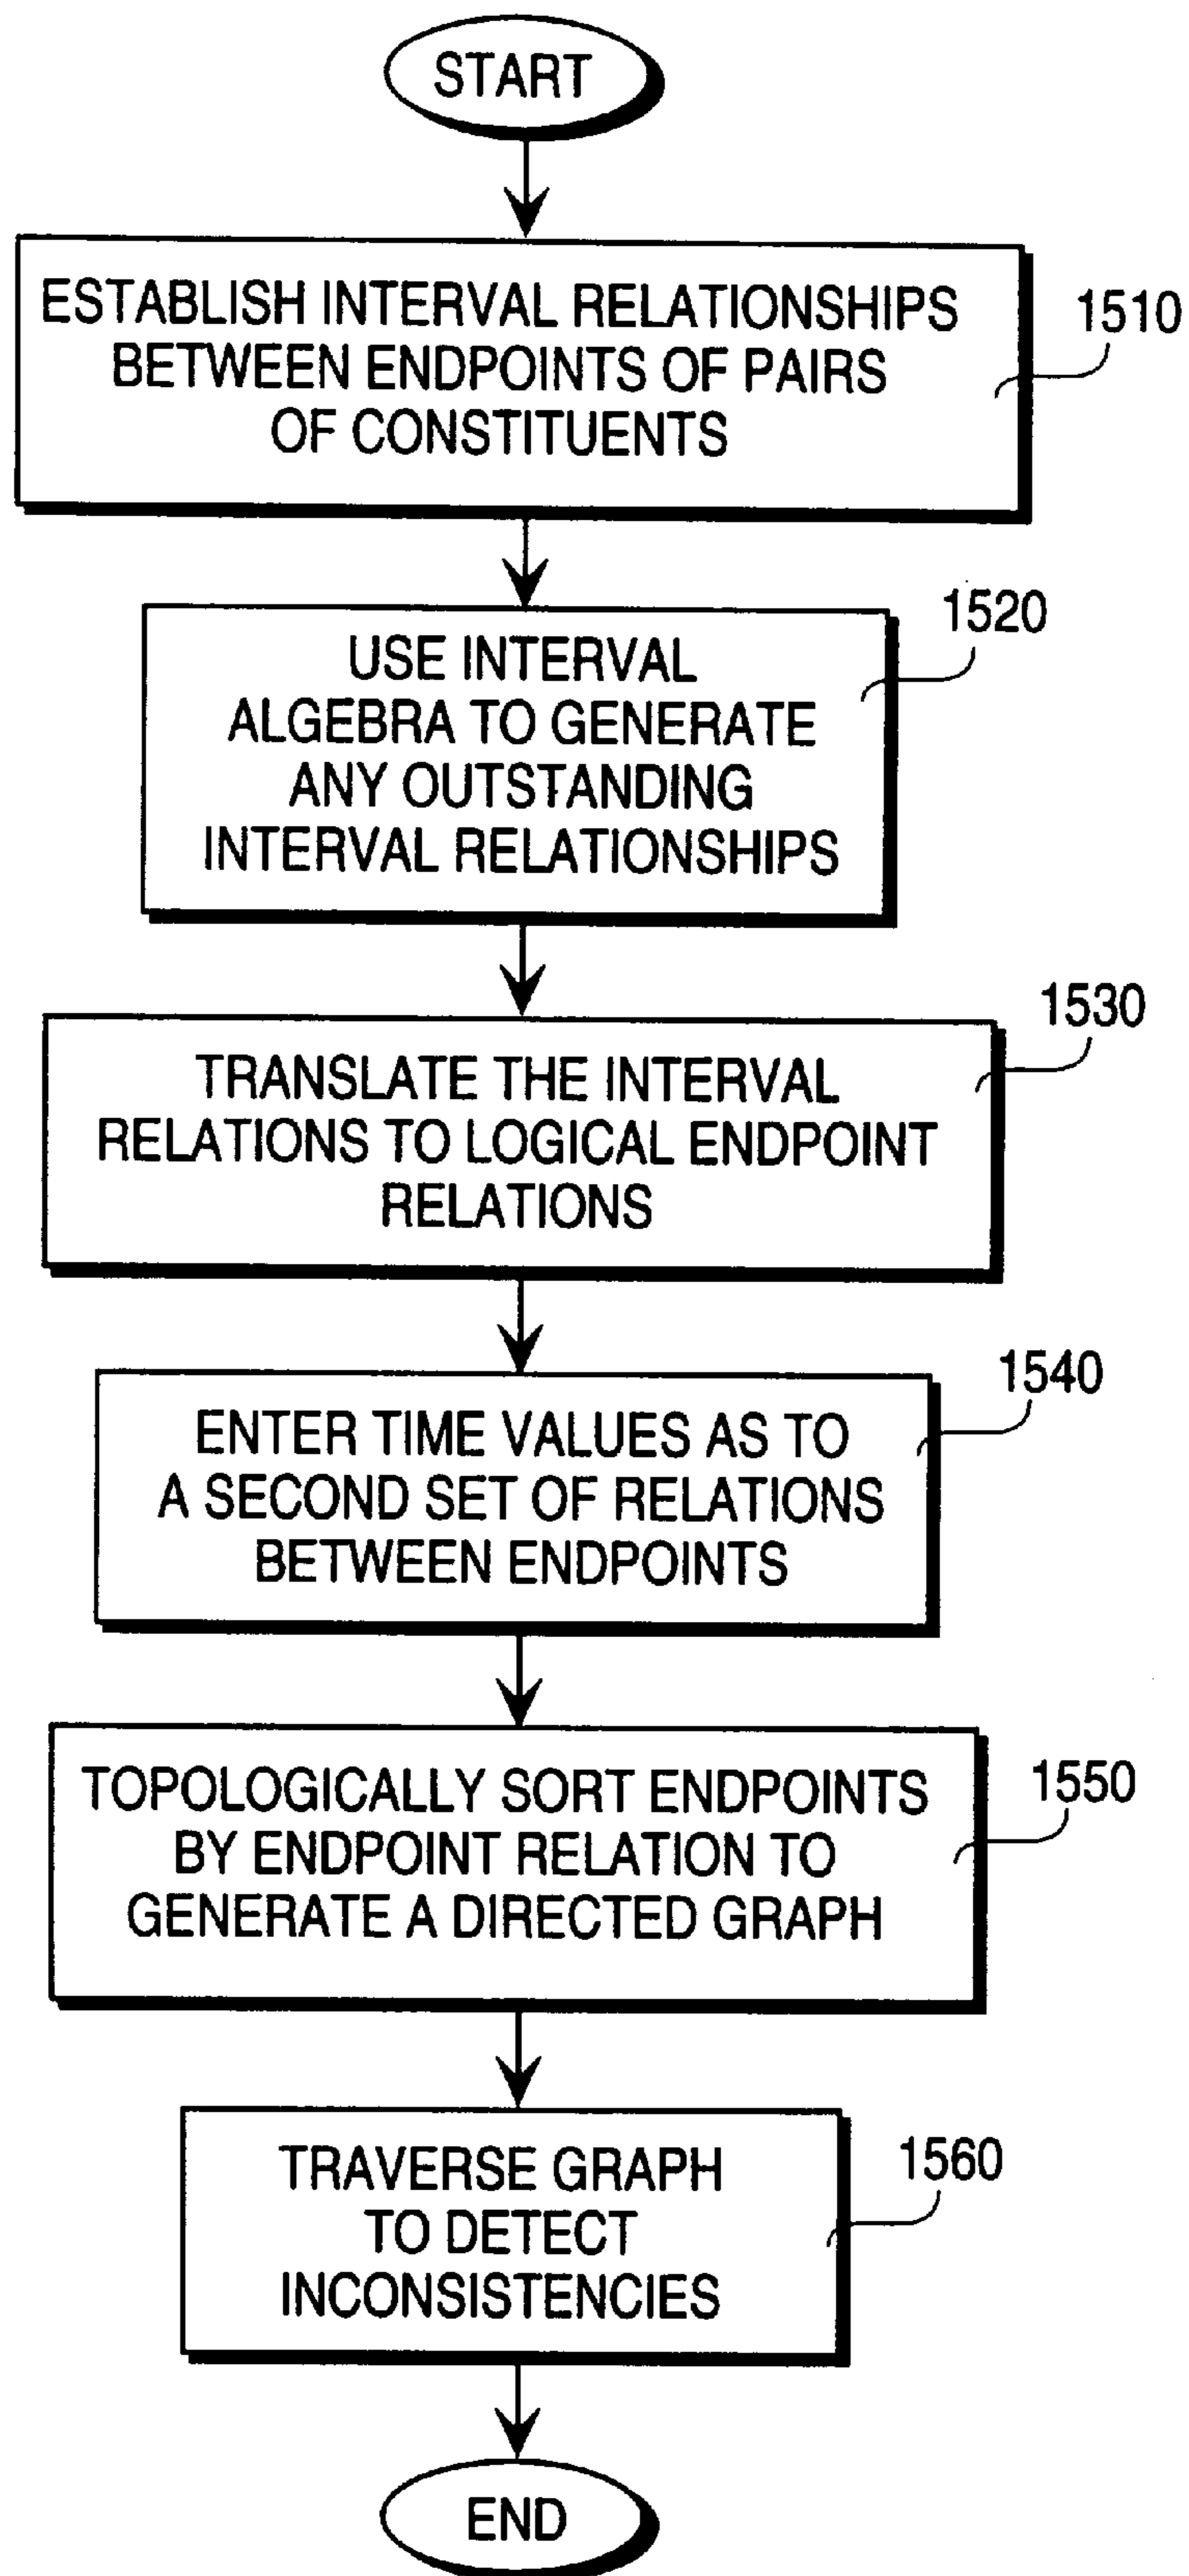 START
ESTABLISH INTERVAL RELATIONSHIPS
BETWEEN ENDPOINTS OF PAIRS
OF CONSTITUENTS
1510
USE INTERVAL
ALGEBRA TO GENERATE
ANY OUTSTANDING
INTERVAL RELATIONSHIPS
1520
TRANSLATE THE INTERVAL
RELATIONS TO LOGICAL ENDPOINT
RELATIONS
1530
ENTER TIME VALUES AS TO
A SECOND SET OF RELATIONS
BETWEEN ENDPOINTS
1540
TOPOLOGICALLY SORT ENDPOINTS
BY ENDPOINT RELATION TO
GENERATE A DIRECTED GRAPH
1550
TRAVERSE GRAPH
TO DETECT
INCONSISTENCIES
1560
END